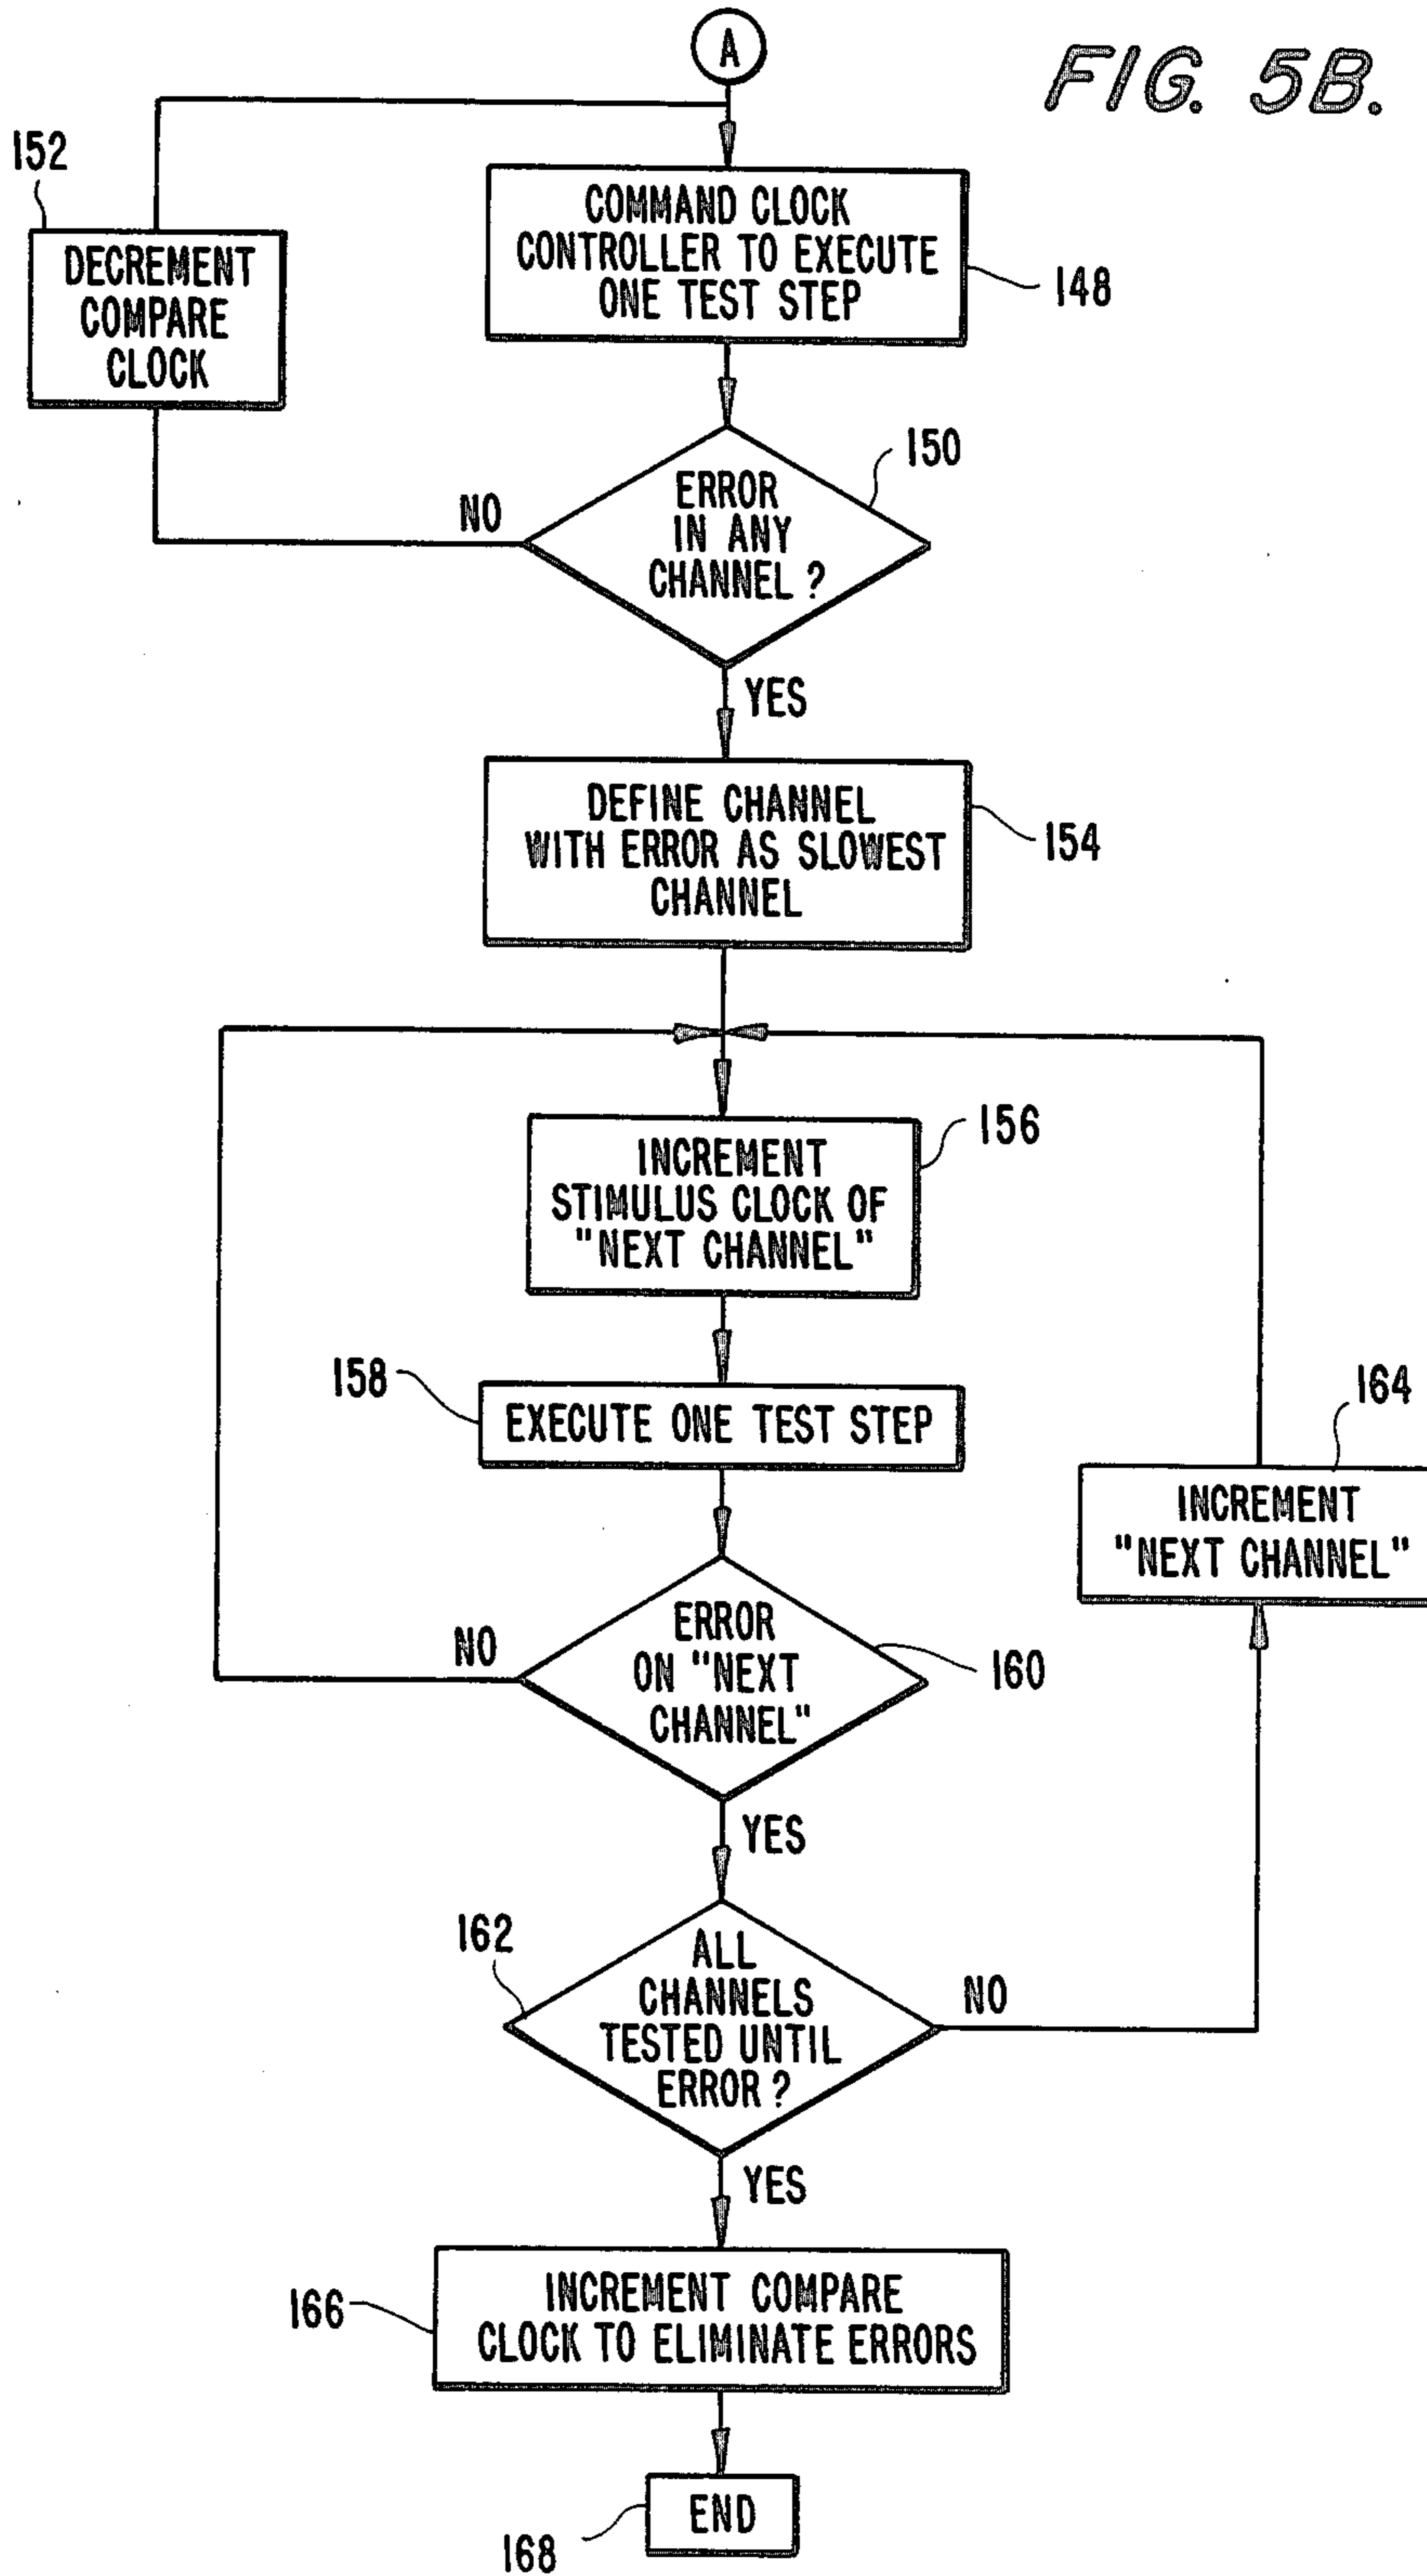 A
FIG. 5B.
152
DECREMENT
COMPARE
CLOCK
COMMAND CLOCK
CONTROLLER TO EXECUTE
ONE TEST STEP
148
150
ERROR
IN ANY
CHANNEL ?
NO
YES
DEFINE CHANNEL
WITH ERROR AS SLOWEST
CHANNEL
154
156
INCREMENT
STIMULUS CLOCK OF
"NEXT CHANNEL"
158
EXECUTE ONE TEST STEP
164
INCREMENT
"NEXT CHANNEL"
ERROR
ON "NEXT
CHANNEL"
NO
160
YES
162
ALL
CHANNELS
TESTED UNTIL
ERROR ?
NO
YES
166
INCREMENT COMPARE
CLOCK TO ELIMINATE ERRORS
END
168